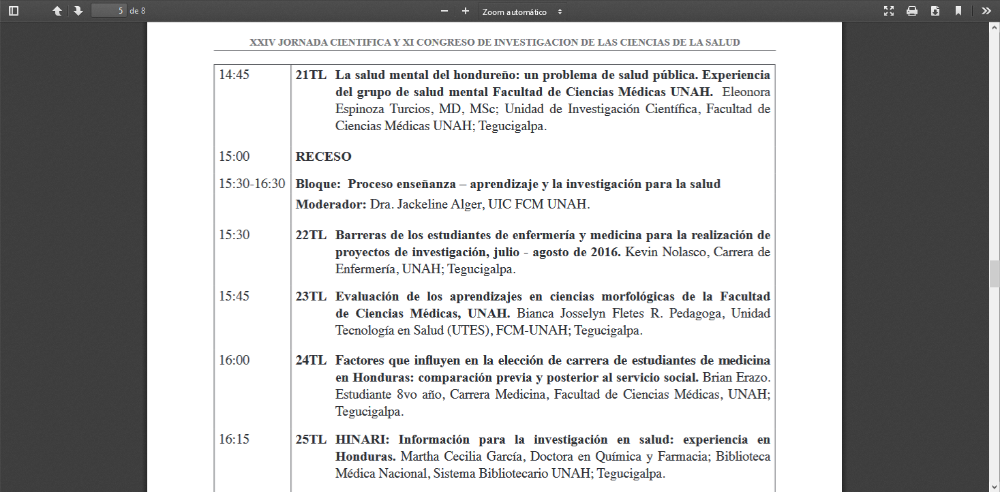 5 de 8
Zoom automático
XXIV JORNADA CIENTIFICA Y XI CONGRESO DE INVESTIGACION DE LAS CIENCIAS DE LA SALUD
14:45 21TL La salud mental del hondureño: un problema de salud pública. Experiencia
del grupo de salud mental Facultad de Ciencias Médicas UNAH. Eleonora
Espinoza Turcios, MD, MSc; Unidad de Investigación Científica, Facultad de
Ciencias Médicas UNAH; Tegucigalpa.
15:00 RECESO
15:30-16:30 Bloque: Proceso enseñanza – aprendizaje y la investigación para la salud
Moderador: Dra. Jackeline Alger, UIC FCM UNAH.
15:30 22TL Barreras de los estudiantes de enfermería y medicina para la realización de
proyectos de investigación, julio - agosto de 2016. Kevin Nolasco, Carrera de
Enfermería, UNAH; Tegucigalpa.
15:45 23TL Evaluación de los aprendizajes en ciencias morfológicas de la Facultad
de Ciencias Médicas, UNAH. Bianca Josselyn Fletes R. Pedagoga, Unidad
Tecnología en Salud (UTES), FCM-UNAH; Tegucigalpa.
16:00 24TL Factores que influyen en la elección de carrera de estudiantes de medicina
en Honduras: comparación previa y posterior al servicio social. Brian Erazo.
Estudiante 8vo año, Carrera Medicina, Facultad de Ciencias Médicas, UNAH;
Tegucigalpa.
16:15 25TL HINARI: Información para la investigación en salud: experiencia en
Honduras. Martha Cecilia García, Doctora en Química y Farmacia; Biblioteca
Médica Nacional, Sistema Bibliotecario UNAH; Tegucigalpa.